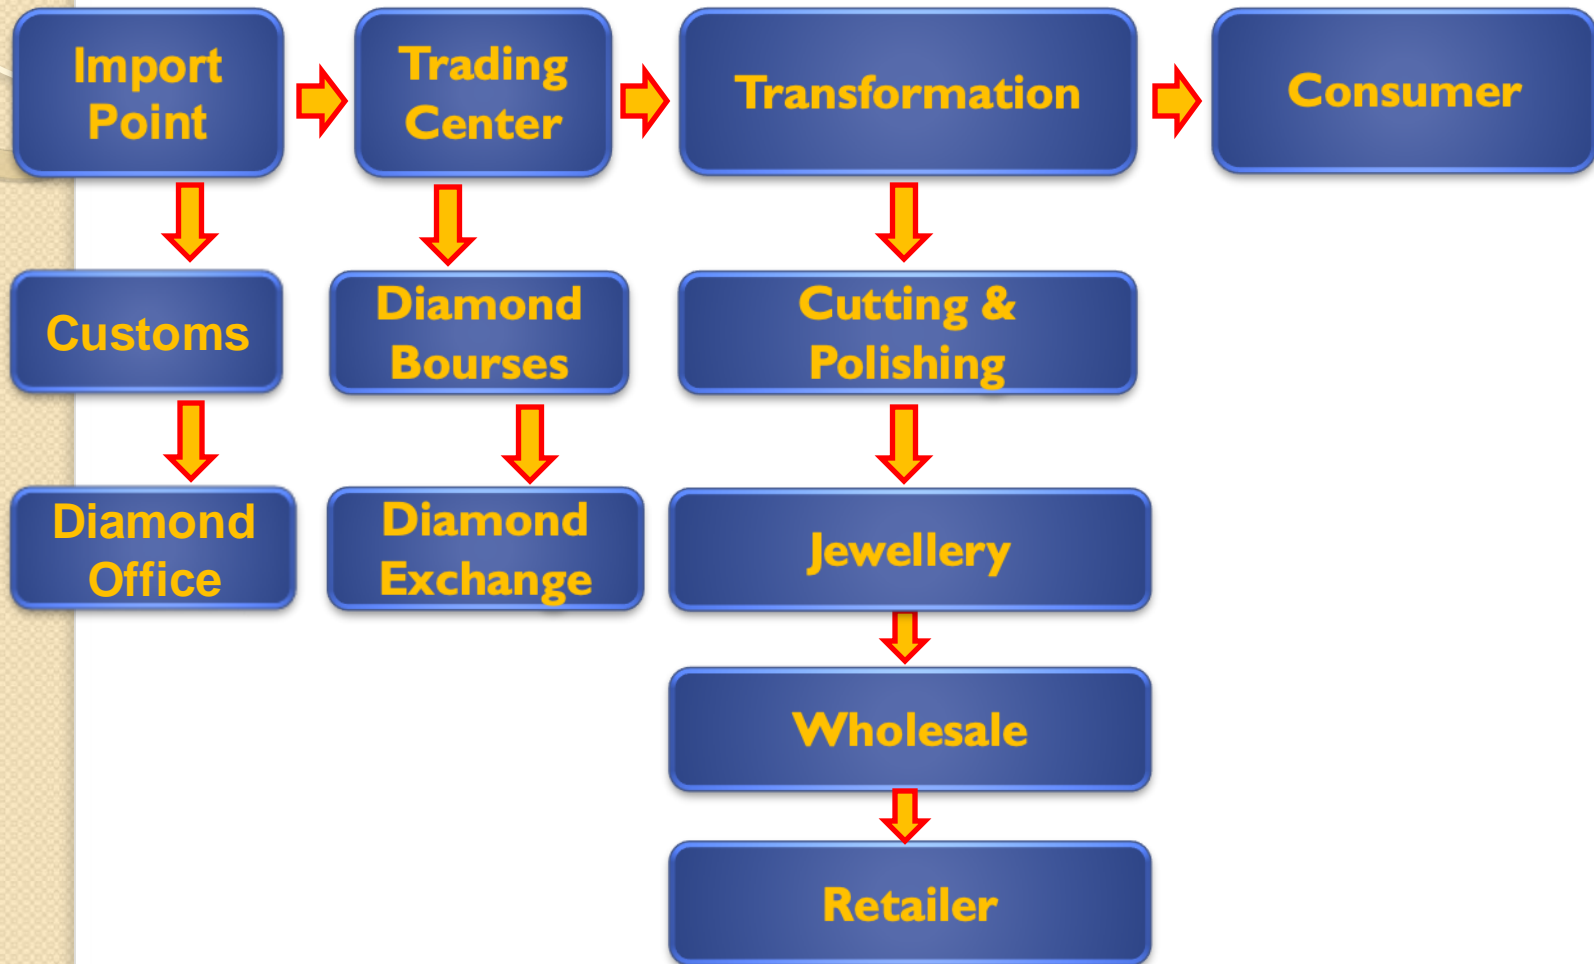 Import
Point
Trading
Center
Transformation
Consumer
Customs
Diamond
Bourses
Cutting &
Polishing
Diamond
Office
Diamond
Exchange
Jewellery
Wholesale
Retailer